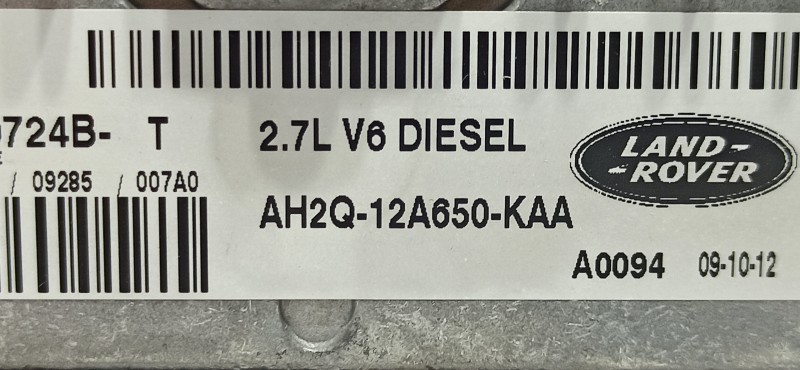 724B- T
2.7L V6 DIESEL
LAND-
-ROVER
/ 09285 / 007A0
AH2Q-12A650-KAA
A0094 09-10-12